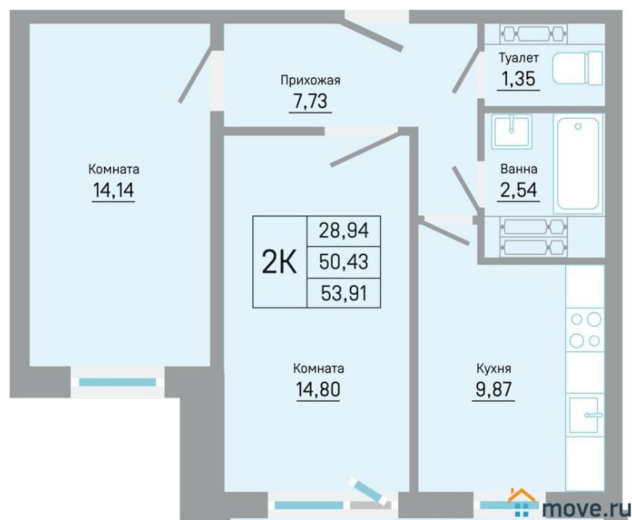 Прихожая
7,73
Туалет
1,35
Комната
14,14
Ванна
2,54
2К
28,94
50,43
53,91
Комната
14,80
Кухня
9,87
move.ru